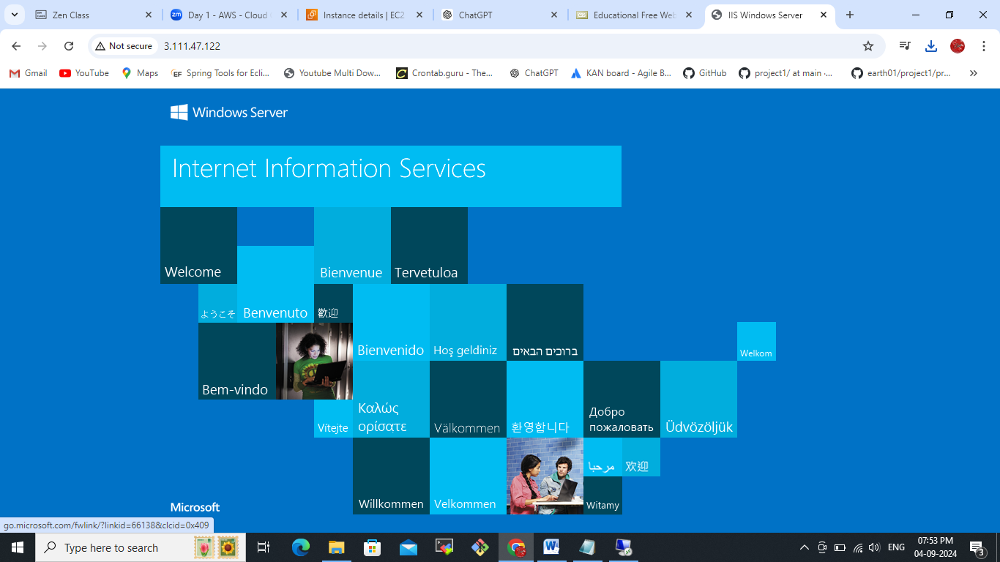 Zen Class
Day 1 - AWS - Cloud
Instance details | EC2
ChatGPT
Educational Free Web
IIS Windows Server
Not secure
3.111.47.122
Gmail
YouTube
Maps
Spring Tools for Ecli...
Youtube Multi Dow...
Crontab.guru - The...
ChatGPT
KAN board - Agile B...
GitHub
project1/ at main ·...
earth01/project1/pr...
Windows Server
Internet Information Services
Welcome
Bienvenue
Tervetuloa
ようこそ
Benvenuto
歡迎
Bienvenido
Hoş geldiniz
ברוכים הבאים
Welkom
Bem-vindo
Vítejte
Καλώς
ορίσατε
Välkommen
환영합니다
Добро
пожаловать
Üdvözöljük
مرحبا
欢迎
Willkommen
Velkommen
Witamy
Microsoft
go.microsoft.com/fwlink/?linkid=66138&clcid=0x409
Type here to search
ENG
07:53 PM
04-09-2024
3